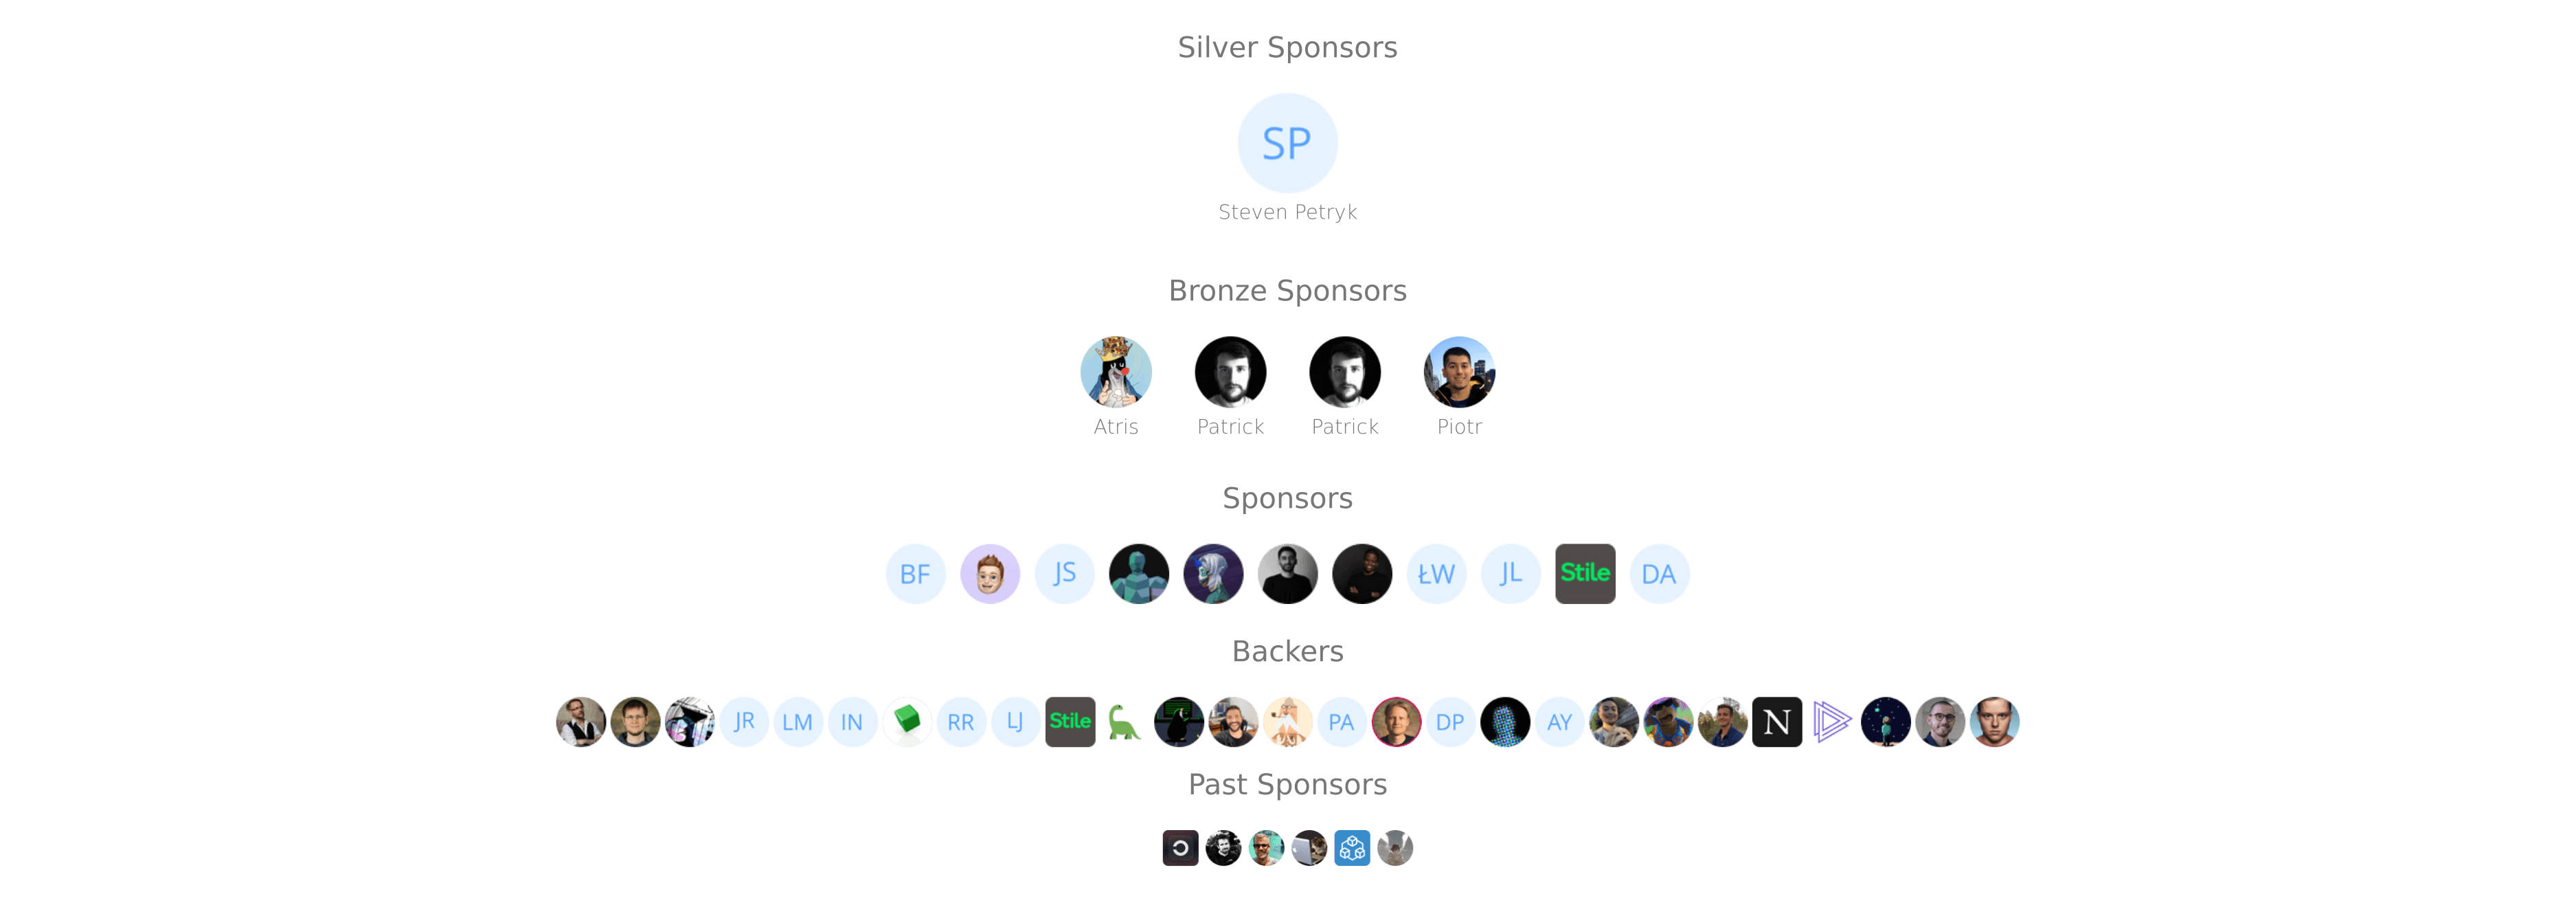 Silver Sponsors
SP
Steven Petryk
Bronze Sponsors
Atris Patrick Patrick Piotr
Sponsors
BF JS ŁW JL Stile DA
Backers
JR LM IN RR LJ Stile PA DP AY N
Past Sponsors